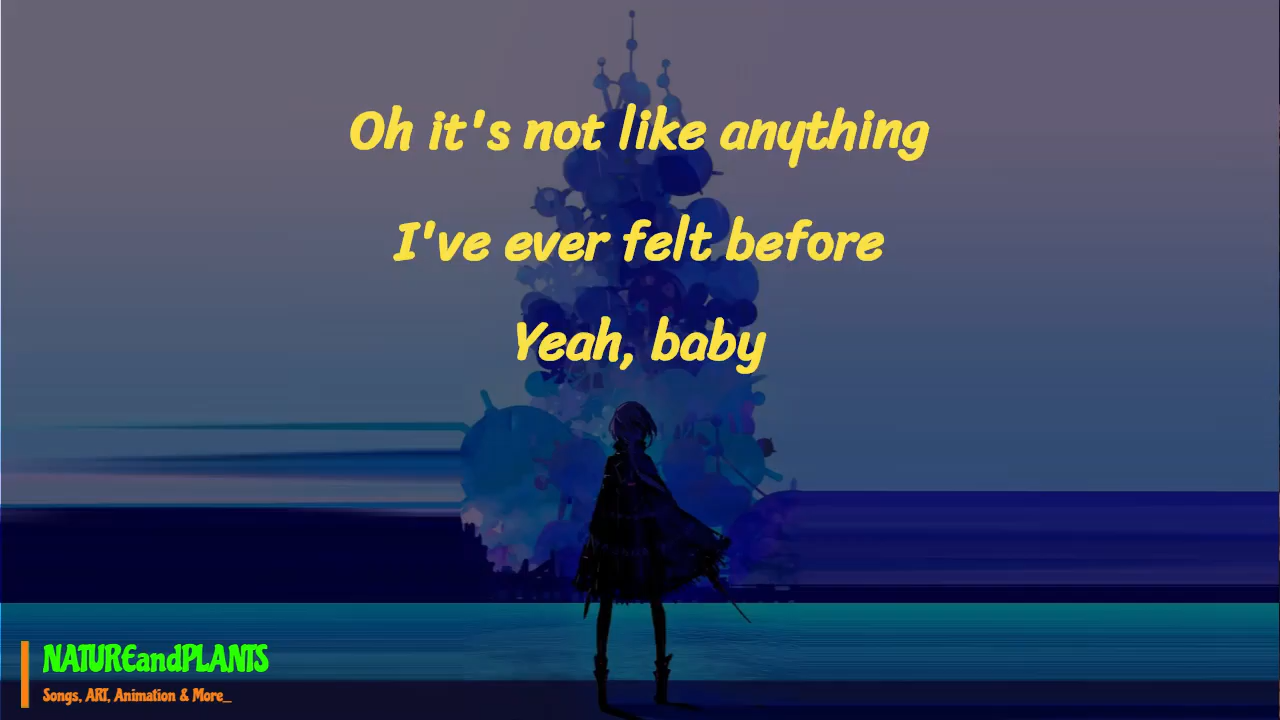 Oh it's not like anything
I've ever felt before
Yeah, baby
NATUREandPLANTS
Songs, ART, Animation & More_